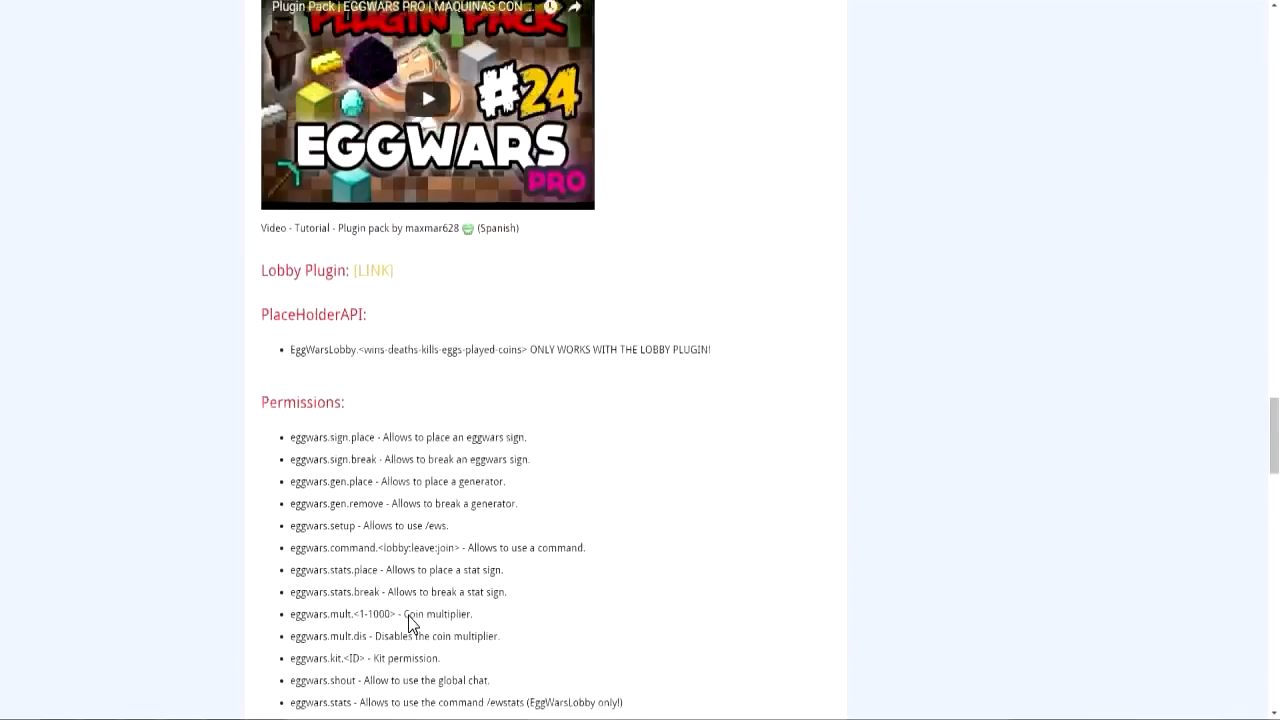 Plugin Pack | EGGWARS PRO | MAQUINAS CON ...
PLUGIN PACK
#24
EGGWARS
PRO
Video - Tutorial - Plugin pack by maxmar628 (Spanish)
Lobby Plugin: [LINK]
PlaceHolderAPI:
• EggWarsLobby.<wins-deaths-kills-eggs-played-coins> ONLY WORKS WITH THE LOBBY PLUGIN!
Permissions:
• eggwars.sign.place - Allows to place an eggwars sign.
• eggwars.sign.break - Allows to break an eggwars sign.
• eggwars.gen.place - Allows to place a generator.
• eggwars.gen.remove - Allows to break a generator.
• eggwars.setup - Allows to use /ews.
• eggwars.command.<lobby:leave:join> - Allows to use a command.
• eggwars.stats.place - Allows to place a stat sign.
• eggwars.stats.break - Allows to break a stat sign.
• eggwars.mult.<1-1000> - Coin multiplier.
• eggwars.mult.dis - Disables the coin multiplier.
• eggwars.kit.<ID> - Kit permission.
• eggwars.shout - Allow to use the global chat.
• eggwars.stats - Allows to use the command /ewstats (EggWarsLobby only!)